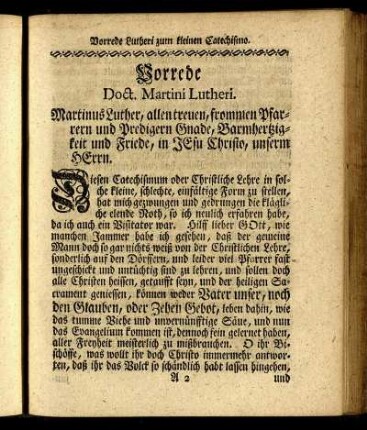 Vorrede Lutheri zum kleinen Catechismo.
Vorrede
Doct. Martini Lutheri.
Martinus Luther, allen treuen, frommen Pfar-
rern und Predigern Gnade, Barmhertzig-
keit und Friede, in JEsu Christo, unserm
HErrn.
Diesen Catechismum oder Christliche Lehre in sol-
che kleine, schlechte, einfältige Form zu stellen,
hat mich gezwungen und gedrungen die klägli-
che elende Noth, so ich neulich erfahren habe,
da ich auch ein Visitator war. Hilff lieber GOtt, wie
manchen Jammer habe ich gesehen, daß der gemeine
Mann doch so gar nichts weiß von der Christlichen Lehre,
sonderlich auf den Dörffern, und leider viel Pfarrer fast
ungeschickt und untüchtig sind zu lehren, und sollen doch
alle Christen heissen, getaufft seyn, und der heiligen Sa-
crament geniessen, können weder Vater unser, noch
den Glauben, oder Zehen Gebot, leben dahin, wie
das tumme Viehe und unvernünfftige Säue, und nun
das Evangelium kommen ist, dennoch fein gelernet haben,
aller Freyheit meisterlich zu mißbrauchen. O ihr Bi-
schöffe, was wollt ihr doch Christo immermehr antwor-
ten, daß ihr das Volck so schändlich habt lassen hingehen,
A 2 und